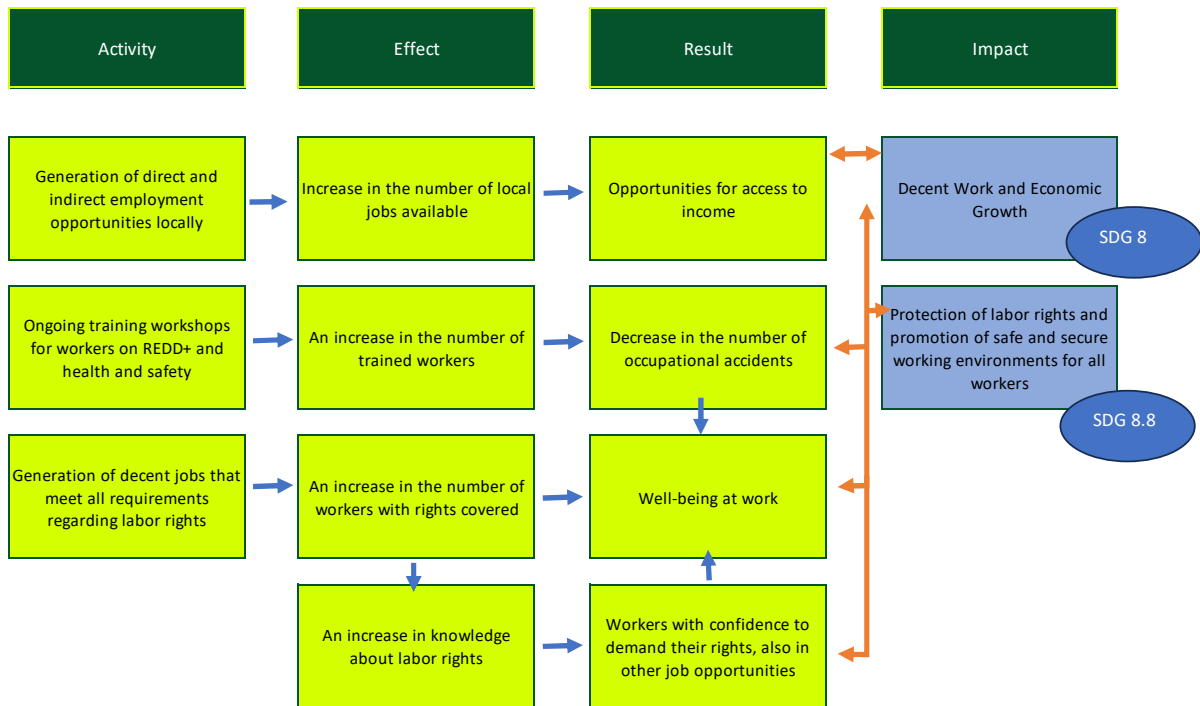 Activity
Effect
Result
Impact
Generation of direct and
indirect employment
opportunities locally
Increase in the number of local
jobs available
Opportunities for access to
income
Decent Work and Economic
Growth
SDG 8
Ongoing training workshops
for workers on REDD+ and
health and safety
An increase in the number of
trained workers
Decrease in the number of
occupational accidents
Protection of labor rights and
promotion of safe and secure
working environments for all
workers
SDG 8.8
Generation of decent jobs that
meet all requirements
regarding labor rights
An increase in the number of
workers with rights covered
Well-being at work
An increase in knowledge
about labor rights
Workers with confidence to
demand their rights, also in
other job opportunities